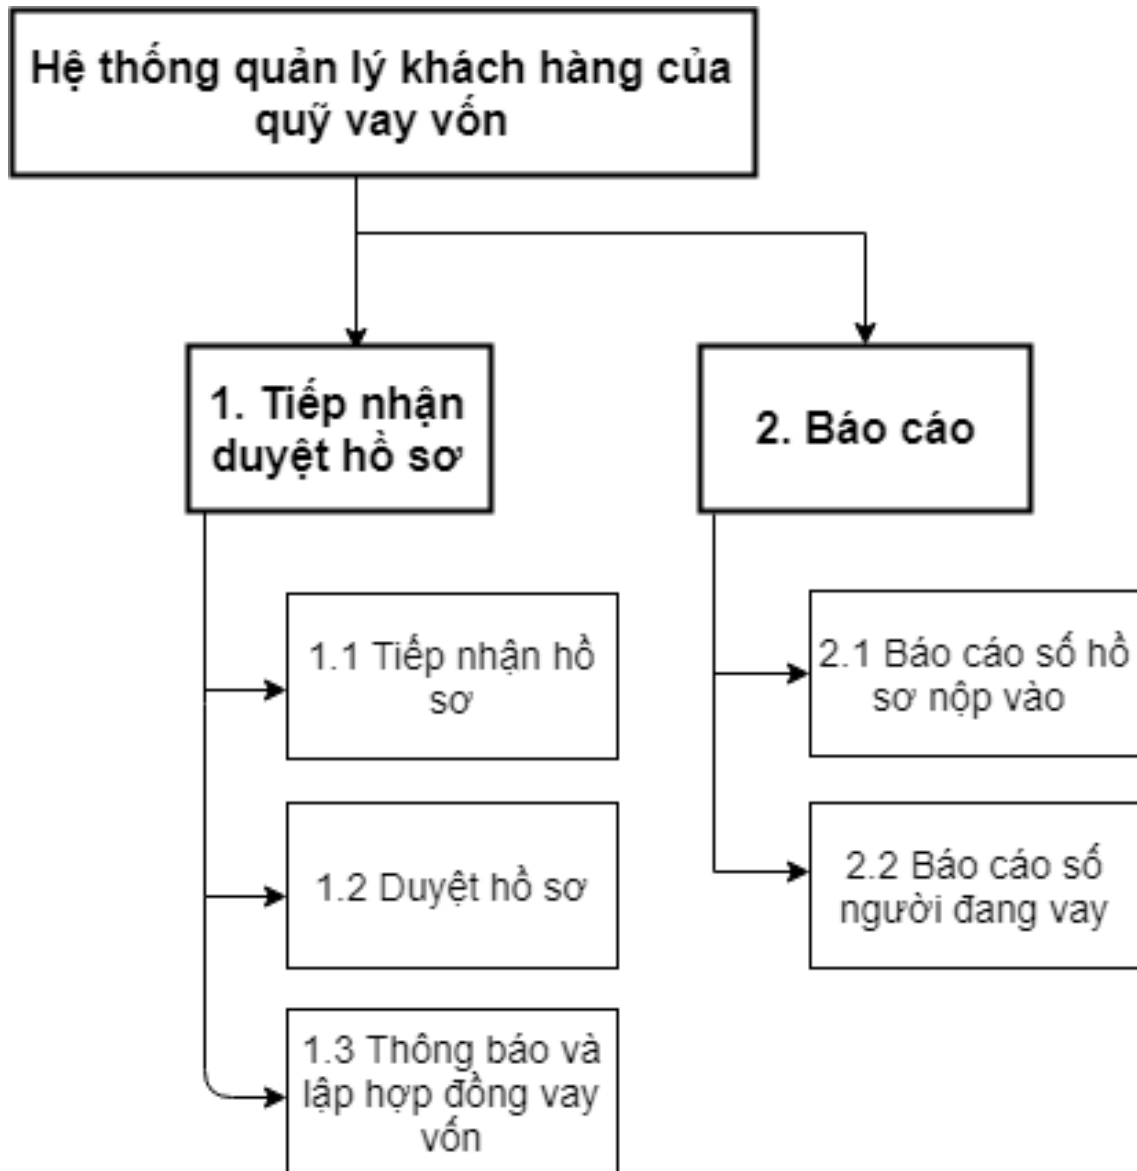 Hệ thống quản lý khách hàng của
quỹ vay vốn
1. Tiếp nhận
duyệt hồ sơ
2. Báo cáo
1.1 Tiếp nhận hồ
sơ
1.2 Duyệt hồ sơ
1.3 Thông báo và
lập hợp đồng vay
vốn
2.1 Báo cáo số hồ
sơ nộp vào
2.2 Báo cáo số
người đang vay